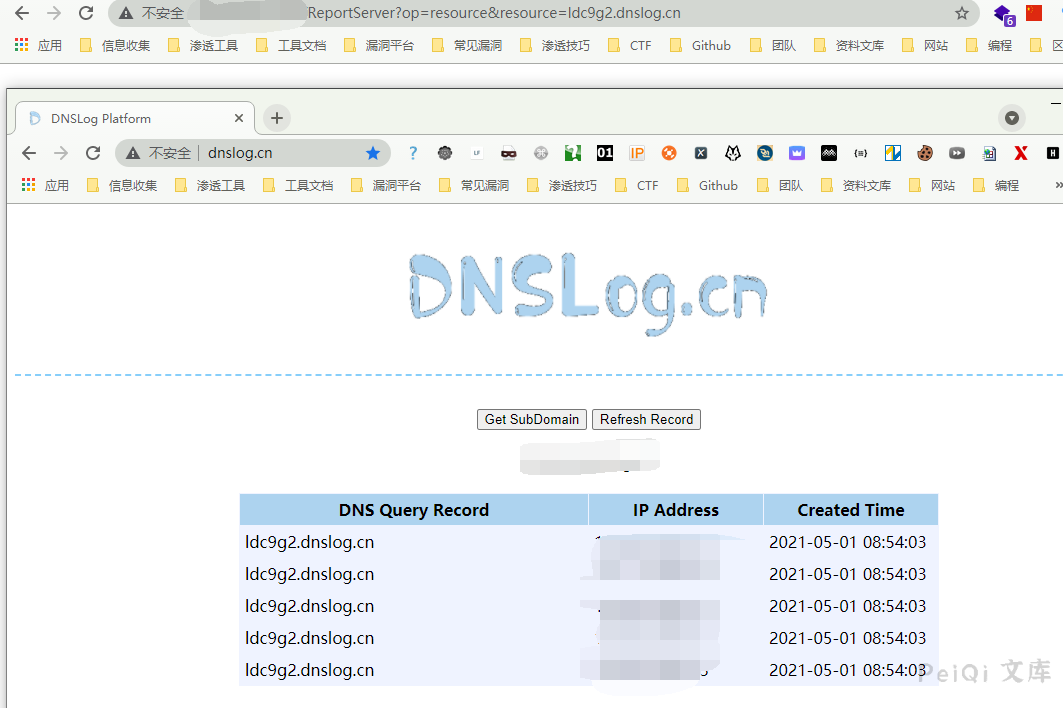 不安全 ReportServer?op=resource&resource=ldc9g2.dnslog.cn
6
应用 信息收集 渗透工具 工具文档 漏洞平台 常见漏洞 渗透技巧 CTF Github 团队 资料文库 网站 编程
DNSLog Platform
不安全 dnslog.cn
? LF 01 IP X {≡} X H
应用 信息收集 渗透工具 工具文档 漏洞平台 常见漏洞 渗透技巧 CTF Github 团队 资料文库 网站 编程 »
DNSLog.cn
Get SubDomain Refresh Record
DNS Query Record IP Address Created Time
ldc9g2.dnslog.cn 2021-05-01 08:54:03
ldc9g2.dnslog.cn 2021-05-01 08:54:03
ldc9g2.dnslog.cn 2021-05-01 08:54:03
ldc9g2.dnslog.cn 2021-05-01 08:54:03
ldc9g2.dnslog.cn 2021-05-01 08:54:03
PeiQi 文库